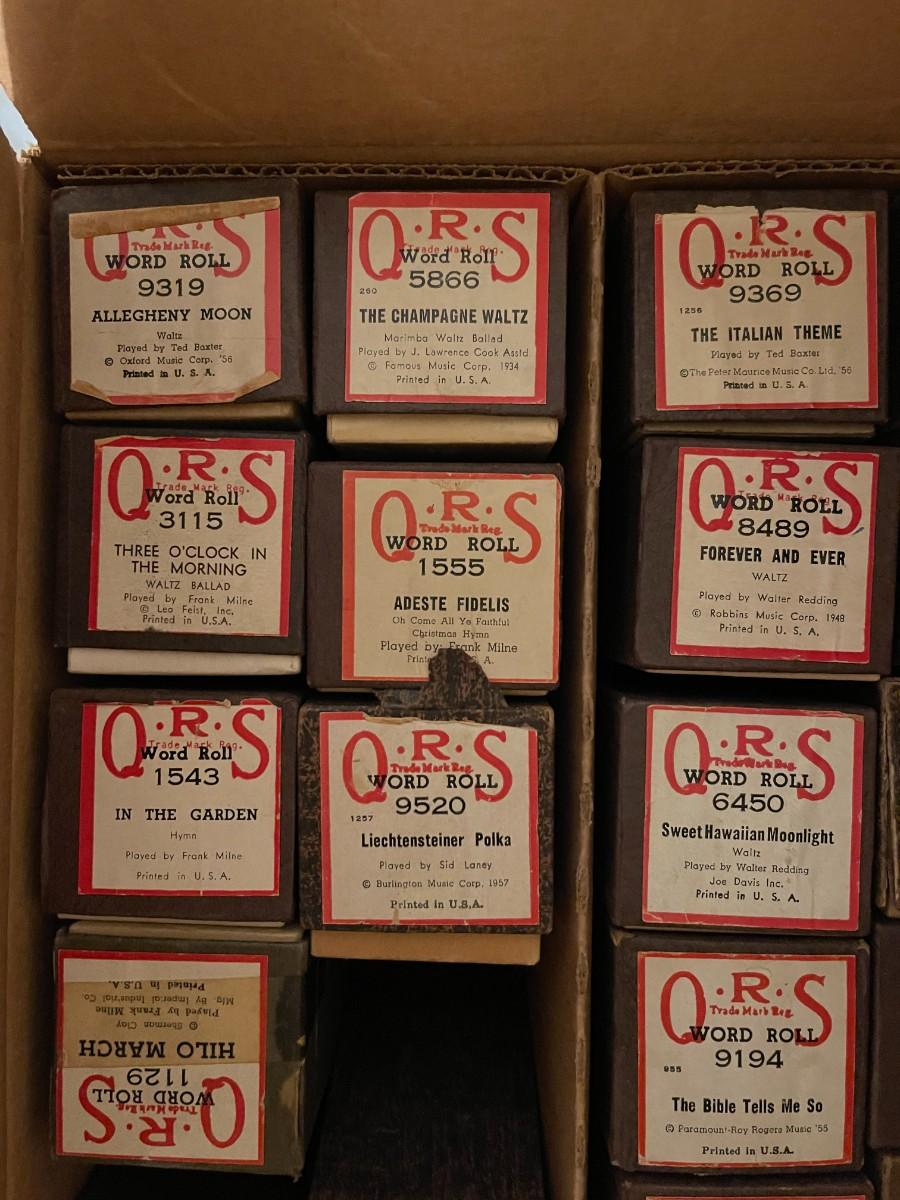 Q·R·S
Trade Mark Reg.
WORD ROLL
9319
ALLEGHENY MOON
Waltz
Played by Ted Baxter
© Oxford Music Corp. '56
Printed in U. S. A.
Q·R·S
Trade Mark Reg.
Word Roll
5866
260
THE CHAMPAGNE WALTZ
Marimba Waltz Ballad
Played by J. Lawrence Cook Asstd
© Famous Music Corp. 1934
Printed in U. S. A.
Q·R·S
Trade Mark Reg.
WORD ROLL
9369
1256
THE ITALIAN THEME
Played by Ted Baxter
©The Peter Maurice Music Co. Ltd, '56
Printed in U. S. A.
Q·R·S
Trade Mark Reg.
Word Roll
3115
THREE O'CLOCK IN
THE MORNING
WALTZ BALLAD
Played by Frank Milne
© Leo Feist, Inc.
Printed in U.S.A.
Q·R·S
Trade Mark Reg.
WORD ROLL
1555
ADESTE FIDELIS
Oh Come All Ye Faithful
Christmas Hymn
Played by: Frank Milne
A.
Q·R·S
Trade Mark Reg.
WORD ROLL
8489
FOREVER AND EVER
WALTZ
Played by Walter Redding
© Robbins Music Corp. 1948
Printed in U. S. A.
Q·R·S
Trade Mark Reg.
Word Roll
1543
IN THE GARDEN
Hymn
Played by Frank Milne
Printed in U.S.A.
Q·R·S
Trade Mark Reg.
WORD ROLL
9520
1257
Liechtensteiner Polka
Played by Sid Laney
© Burlington Music Corp, 1957
Printed in U.S.A.
Q·R·S
Trade Mark Reg.
WORD ROLL
6450
Sweet Hawaiian Moonlight
Waltz
Played by Walter Redding
Joe Davis Inc.
Printed in U. S. A.
Q·R·S
Trade Mark Reg.
WORD ROLL
1129
HILO MARCH
© Sherman Clay
Played by Frank Milne
Mfg. By Imperial Industrial Co.
Printed in U.S.A.
Q·R·S
Trade Mark Reg.
WORD ROLL
9194
955
The Bible Tells Me So
© Paramount-Roy Rogers Music '55
Printed in U.S.A.